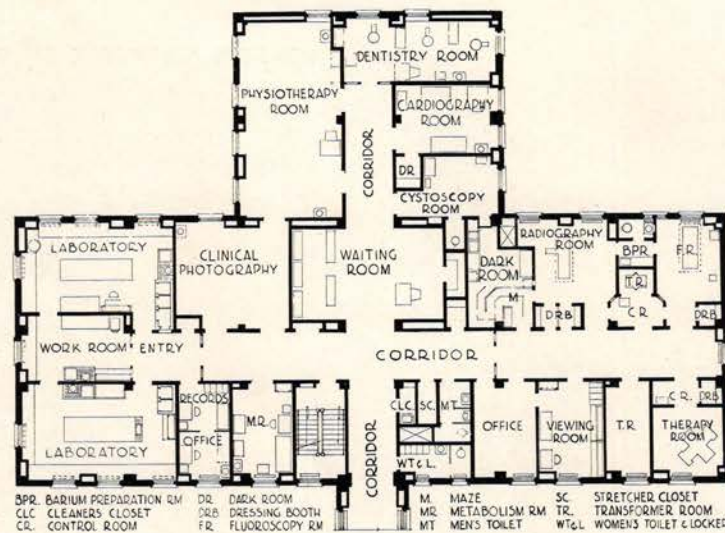 DENTISTRY ROOM
PHYSIOTHERAPY
ROOM
CARDIOGRAPHY
ROOM
CORRIDOR
DR
CYSTOSCOPY
ROOM
LABORATORY
CLINICAL
PHOTOGRAPHY
WAITING
ROOM
DARK
ROOM
M
RADIOGRAPHY
ROOM
BPR
F.R.
T.R.
C.R.
DRB
DRB
WORK ROOM
ENTRY
CORRIDOR
LABORATORY
RECORDS
OFFICE
M.R.
CORRIDOR
CLC
SC.
MT
WT&L
OFFICE
VIEWING
ROOM
T.R
C.R.
DRB
THERAPY
ROOM
BPR. BARIUM PREPARATION RM
CLC CLEANERS CLOSET
CR. CONTROL ROOM
DR DARK ROOM
DRB DRESSING BOOTH
FR FLUOROSCOPY RM
M. MAZE
MR METABOLISM RM
MT MEN'S TOILET
SC STRETCHER CLOSET
TR. TRANSFORMER ROOM
WT&L WOMEN'S TOILET & LOCKER